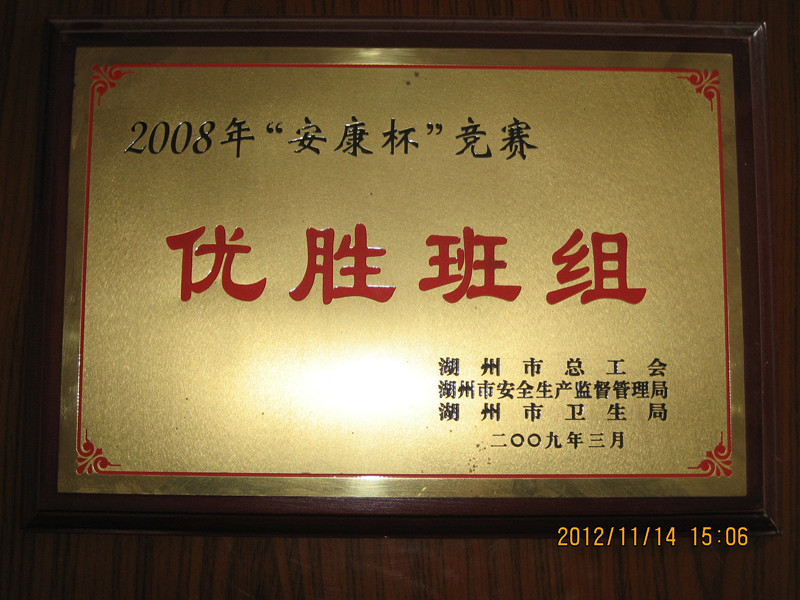 2008年“安康杯”竞赛
优胜班组
湖州市总工会
湖州市安全生产监督管理局
湖州市卫生局
二〇〇九年三月
2012/11/14 15:06